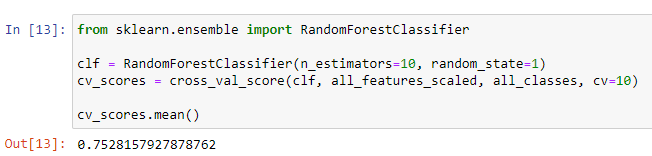 In [13]: from sklearn.ensemble import RandomForestClassifier
clf = RandomForestClassifier(n_estimators=10, random_state=1)
cv_scores = cross_val_score(clf, all_features_scaled, all_classes, cv=10)
cv_scores.mean()
Out[13]: 0.7528157927878762